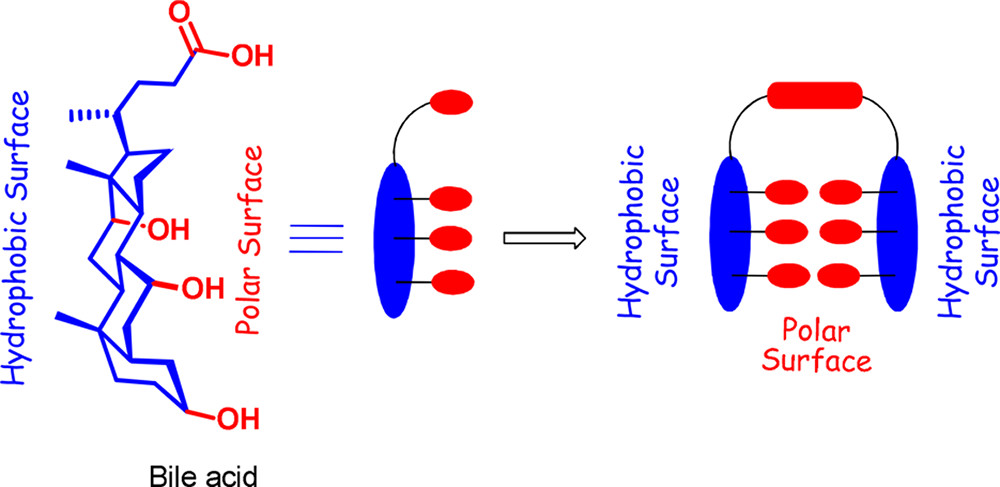 O
OH
Hydrophobic Surface
OH
OH
Polar Surface
OH
Bile acid
Hydrophobic
Surface
Polar
Surface
Hydrophobic
Surface